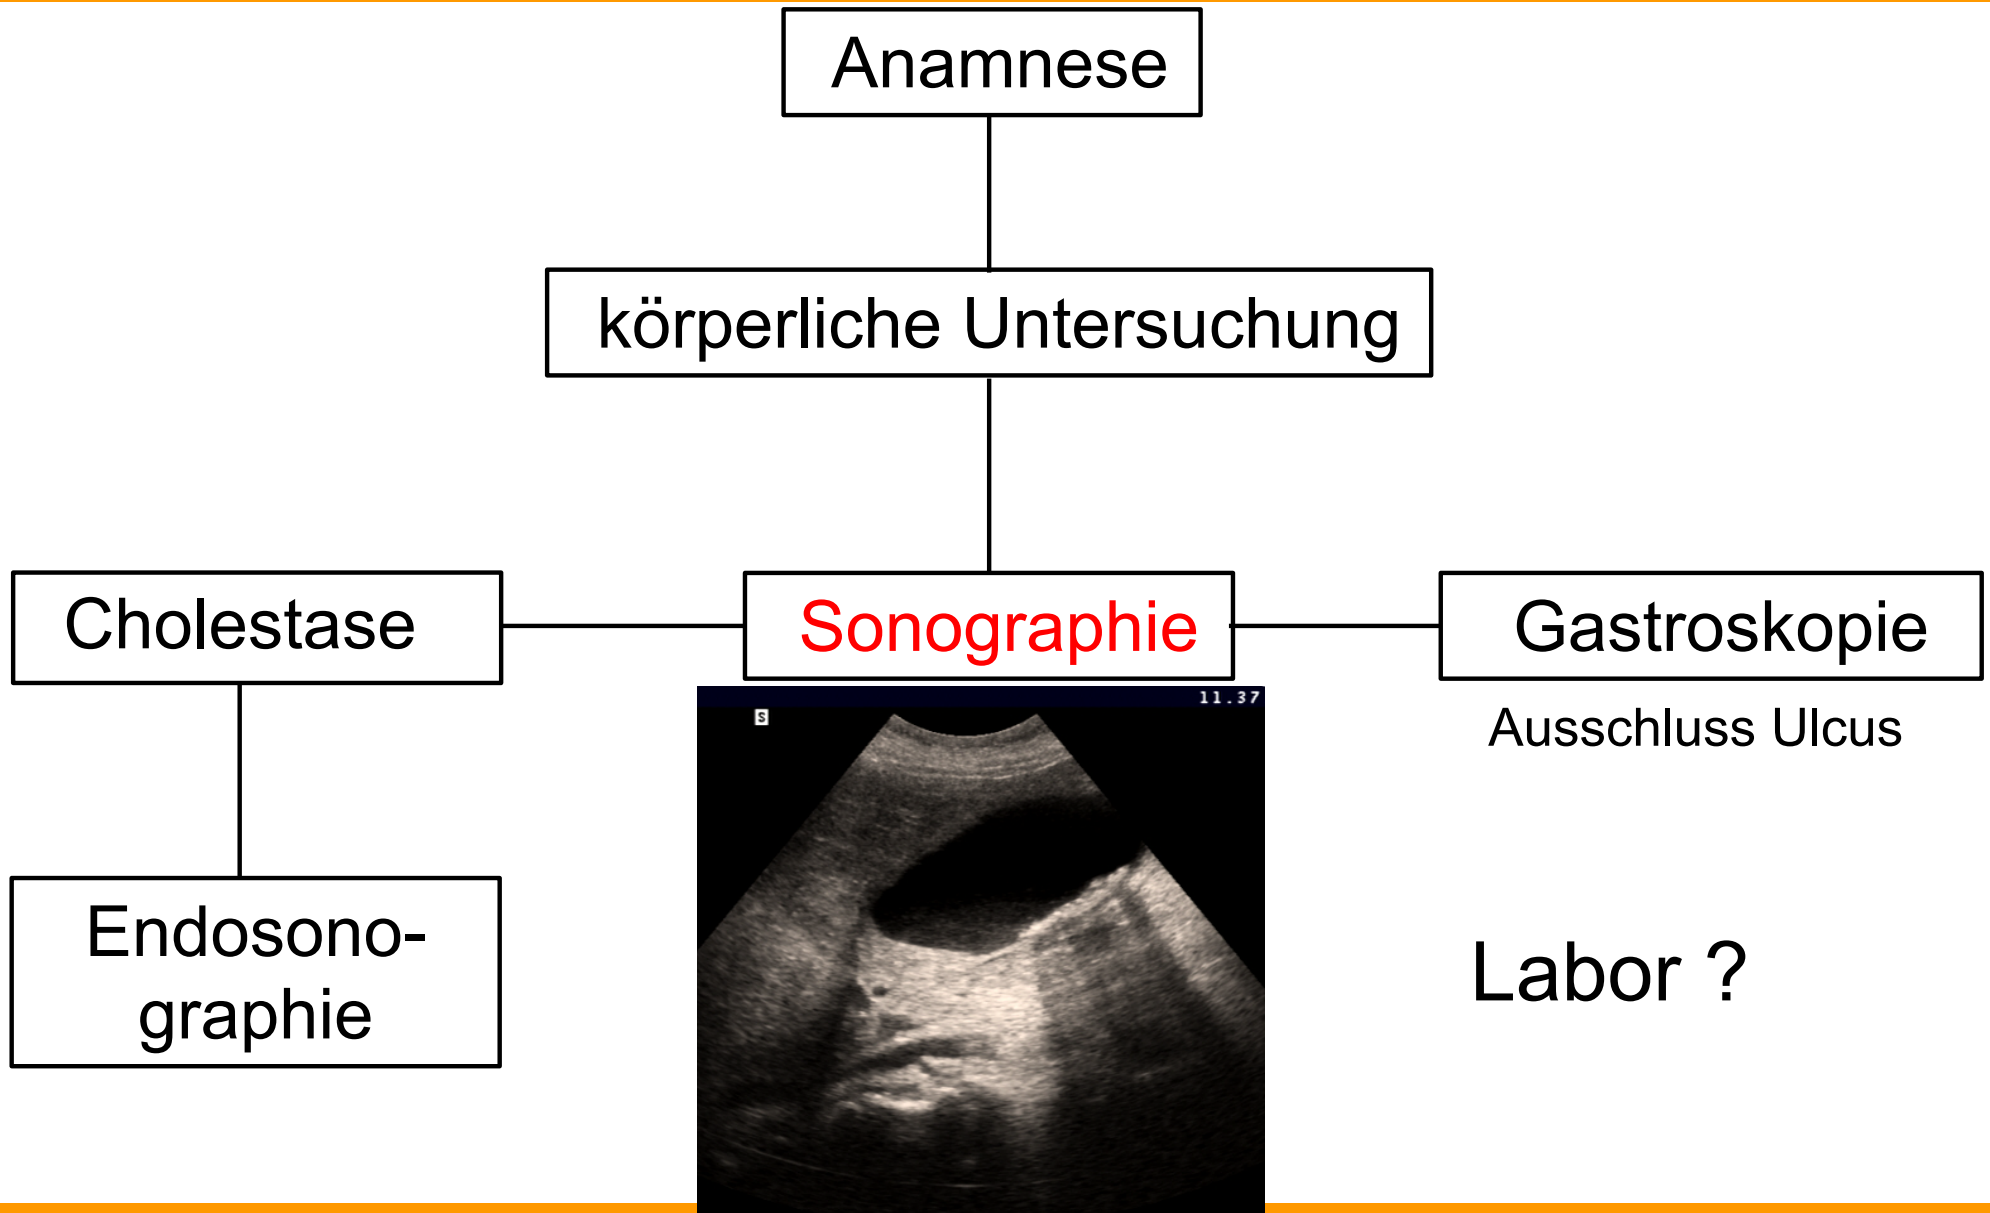 Anamnese
körperliche Untersuchung
Cholestase
Sonographie
Gastroskopie
11.37
S
Ausschluss Ulcus
Endosono-
graphie
Labor ?